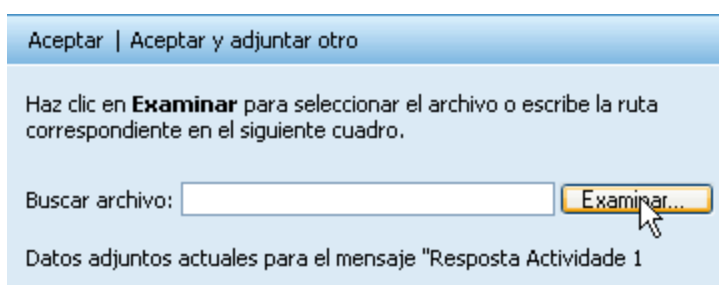 Aceptar | Aceptar y adjuntar otro
Haz clic en Examinar para seleccionar el archivo o escribe la ruta
correspondiente en el siguiente cuadro.
Buscar archivo: Examinar...
Datos adjuntos actuales para el mensaje "Resposta Actividade 1